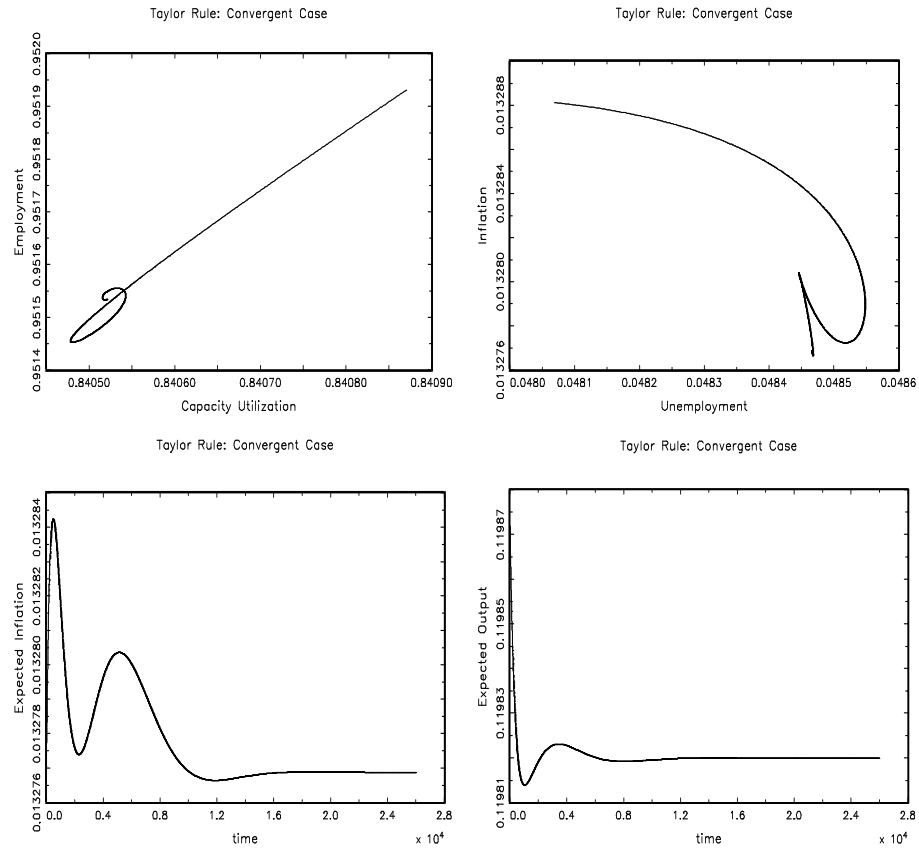 Taylor Rule: Convergent Case
Employment
0.9520
0.9519
0.9518
0.9517
0.9516
0.9515
0.9514
0.84050 0.84060 0.84070 0.84080 0.84090
Capacity Utilization
Taylor Rule: Convergent Case
Inflation
0.013288
0.013284
0.013280
0.013276
0.0480 0.0481 0.0482 0.0483 0.0484 0.0485 0.0486
Unemployment
Taylor Rule: Convergent Case
Expected Inflation
0.013284
0.013282
0.013280
0.013278
0.013276
0.0 0.4 0.8 1.2 1.6 2.0 2.4 2.8
time x 10⁴
Taylor Rule: Convergent Case
Expected Output
0.11987
0.11985
0.11983
0.11981
0.0 0.4 0.8 1.2 1.6 2.0 2.4 2.8
time x 10⁴